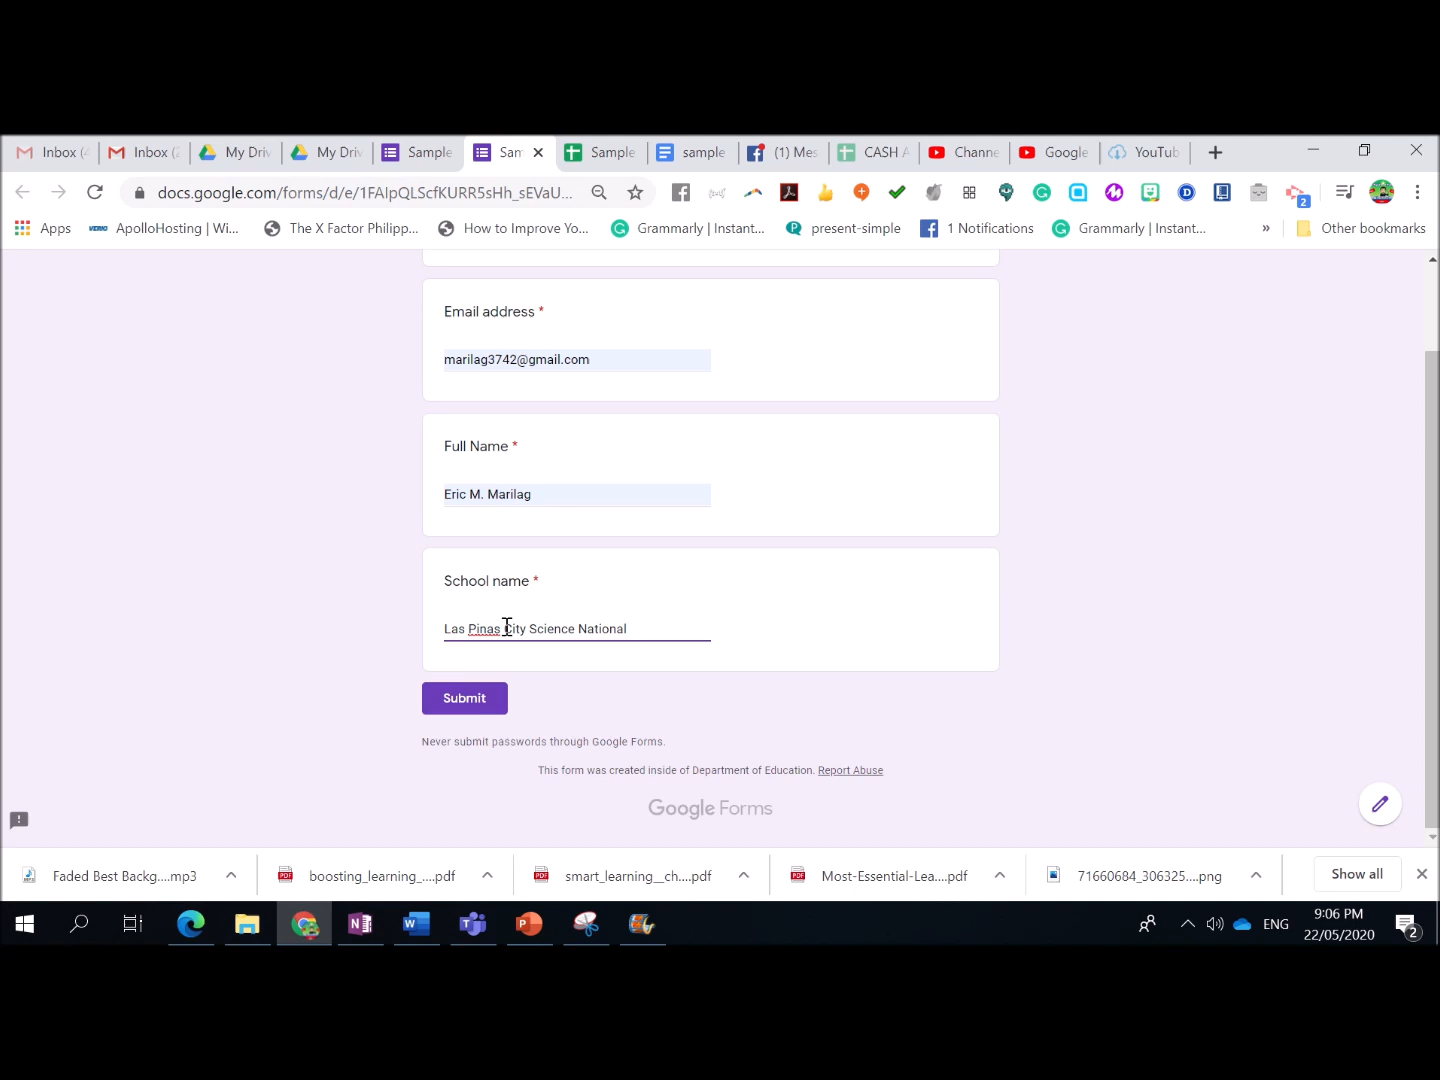 Inbox (
Inbox (
My Driv
My Driv
Sample
Sam
Sample
sample
(1) Mes
CASH A
Channe
Google
YouTub
docs.google.com/forms/d/e/1FAIpQLScfKURR5sHh_sEVaU...
2
Apps
ApolloHosting | Wi...
The X Factor Philipp...
How to Improve Yo...
Grammarly | Instant...
present-simple
1 Notifications
Grammarly | Instant...
»
Other bookmarks
Email address *
marilag3742@gmail.com
Full Name *
Eric M. Marilag
School name *
Las Pinas City Science National
Submit
Never submit passwords through Google Forms.
This form was created inside of Department of Education. Report Abuse
Google Forms
Faded Best Backg....mp3
boosting_learning_....pdf
smart_learning__ch....pdf
Most-Essential-Lea....pdf
71660684_306325....png
Show all
ENG
9:06 PM
22/05/2020
2